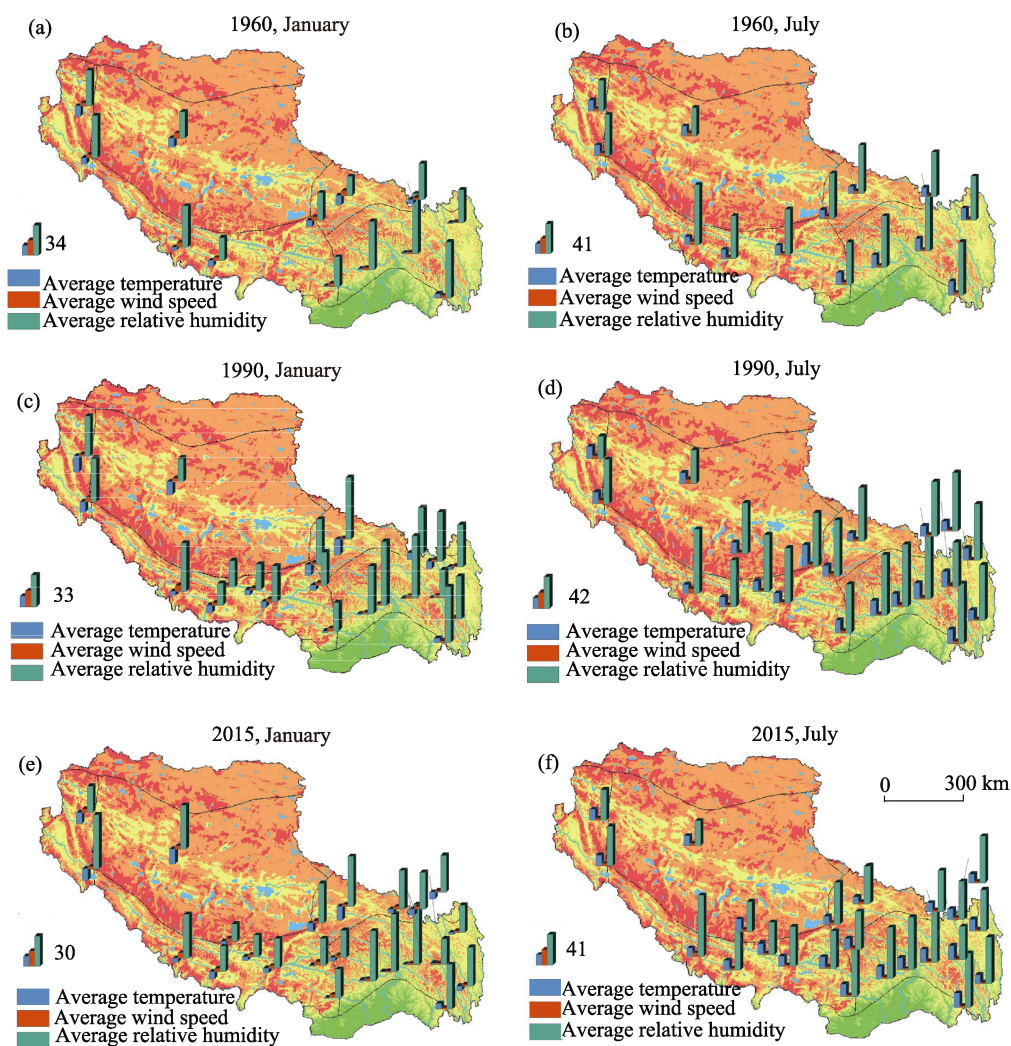 (a)
1960, January
34
Average temperature
Average wind speed
Average relative humidity
(b)
1960, July
41
Average temperature
Average wind speed
Average relative humidity
(c)
1990, January
33
Average temperature
Average wind speed
Average relative humidity
(d)
1990, July
42
Average temperature
Average wind speed
Average relative humidity
(e)
2015, January
30
Average temperature
Average wind speed
Average relative humidity
(f)
2015, July
0 300 km
41
Average temperature
Average wind speed
Average relative humidity